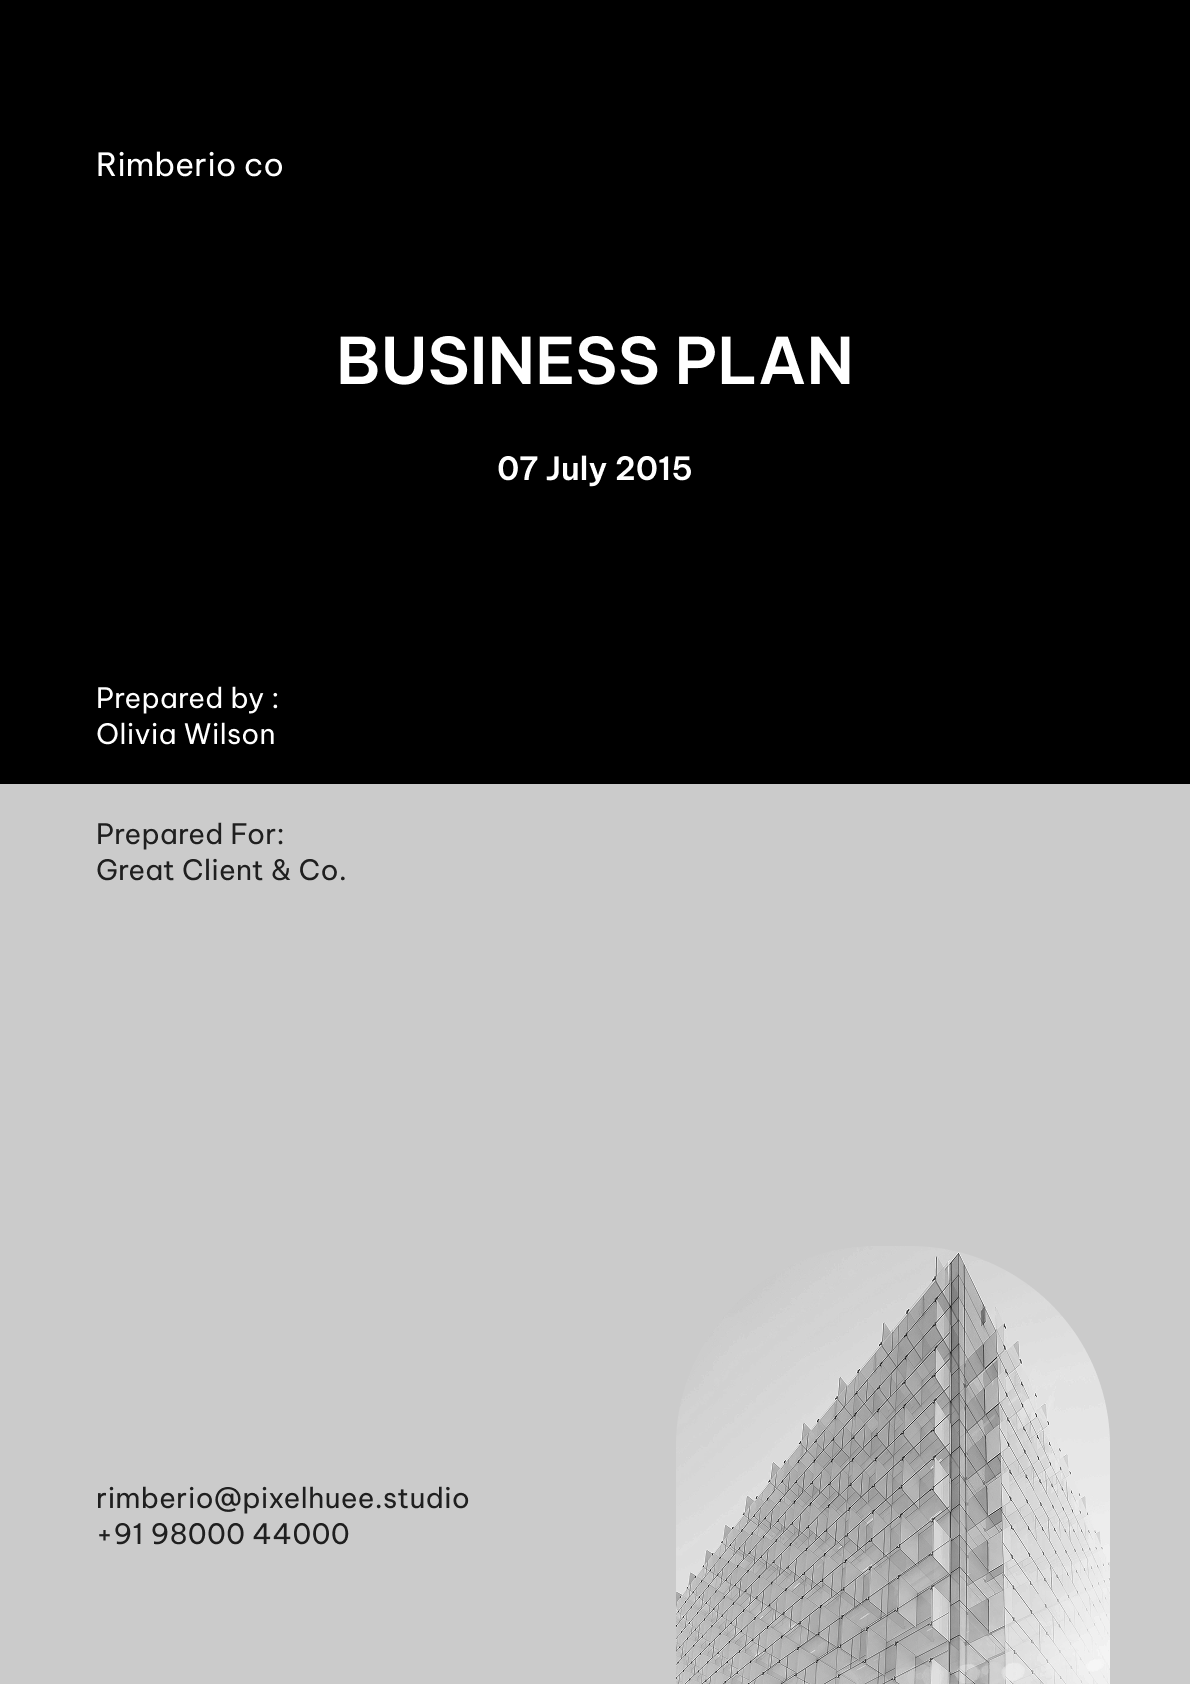 Rimberio co
BUSINESS PLAN
07 July 2015
Prepared by :
Olivia Wilson
Prepared For:
Great Client & Co.
rimberio@pixelhuee.studio
+91 98000 44000